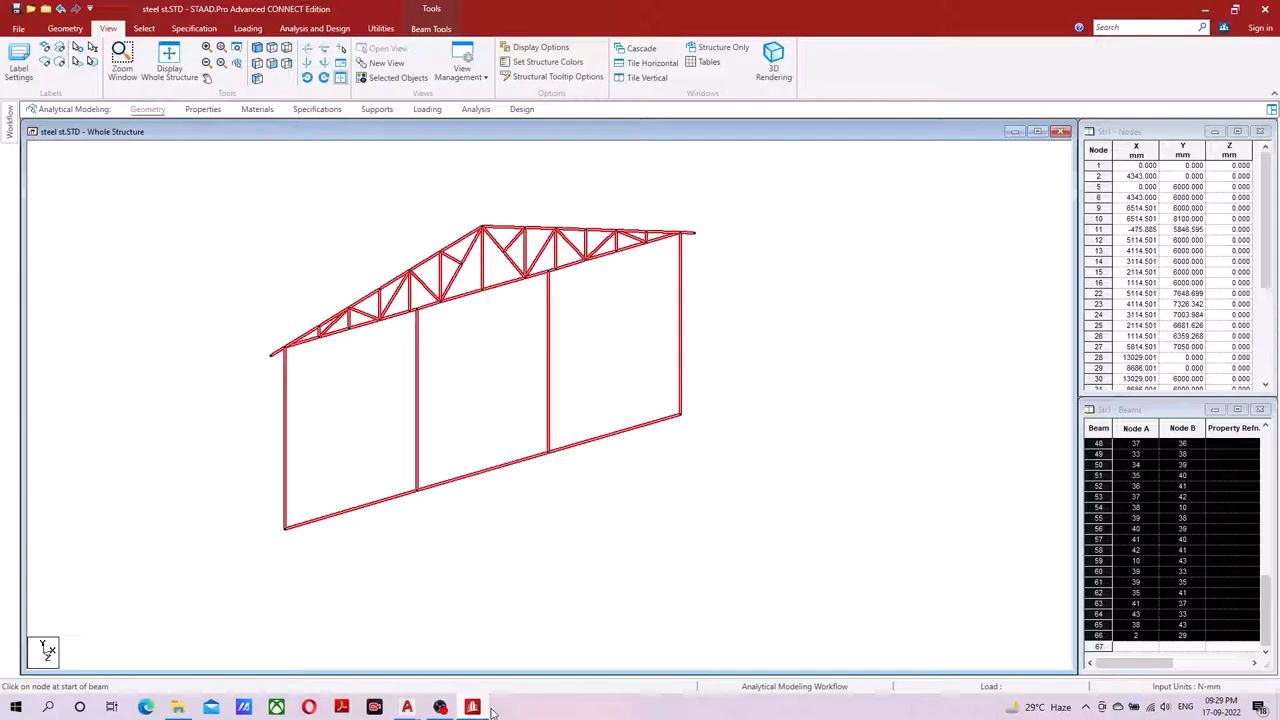 steel st.STD - STAAD.Pro Advanced CONNECT Edition
Tools
File Geometry View Select Specification Loading Analysis and Design Utilities Beam Tools
Search
Sign in
Label Settings
Labels
Zoom Window
Display Whole Structure
Tools
Open View
New View
Selected Objects
View Management
Views
Display Options
Set Structure Colors
Structural Tooltip Options
Options
Cascade
Tile Horizontal
Tile Vertical
Structure Only
Tables
Windows
3D Rendering
Workflow
Analytical Modeling: Geometry Properties Materials Specifications Supports Loading Analysis Design
steel st.STD - Whole Structure
Y
X
Z
Str1 - Nodes
Node X mm Y mm Z mm
1 0.000 0.000 0.000
2 4343.000 0.000 0.000
5 0.000 6000.000 0.000
6 4343.000 6000.000 0.000
9 6514.501 6000.000 0.000
10 6514.501 8100.000 0.000
11 -475.885 5846.595 0.000
12 5114.501 6000.000 0.000
13 4114.501 6000.000 0.000
14 3114.501 6000.000 0.000
15 2114.501 6000.000 0.000
16 1114.501 6000.000 0.000
22 5114.501 7648.699 0.000
23 4114.501 7326.342 0.000
24 3114.501 7003.984 0.000
25 2114.501 6681.626 0.000
26 1114.501 6359.268 0.000
27 5814.501 7050.000 0.000
28 13029.001 0.000 0.000
29 8686.001 0.000 0.000
30 13029.001 6000.000 0.000
31 8686.001 6000.000 0.000
Str1 - Beams
Beam Node A Node B Property Refn.
48 37 36
49 33 38
50 34 39
51 35 40
52 36 41
53 37 42
54 38 10
55 39 38
56 40 39
57 41 40
58 42 41
59 10 43
60 39 33
61 39 35
62 35 41
63 41 37
64 43 33
65 38 43
66 2 29
67
Click on node at start of beam
Analytical Modeling Workflow
Load :
Input Units : N-mm
29°C Haze
ENG
09:29 PM
17-09-2022
18